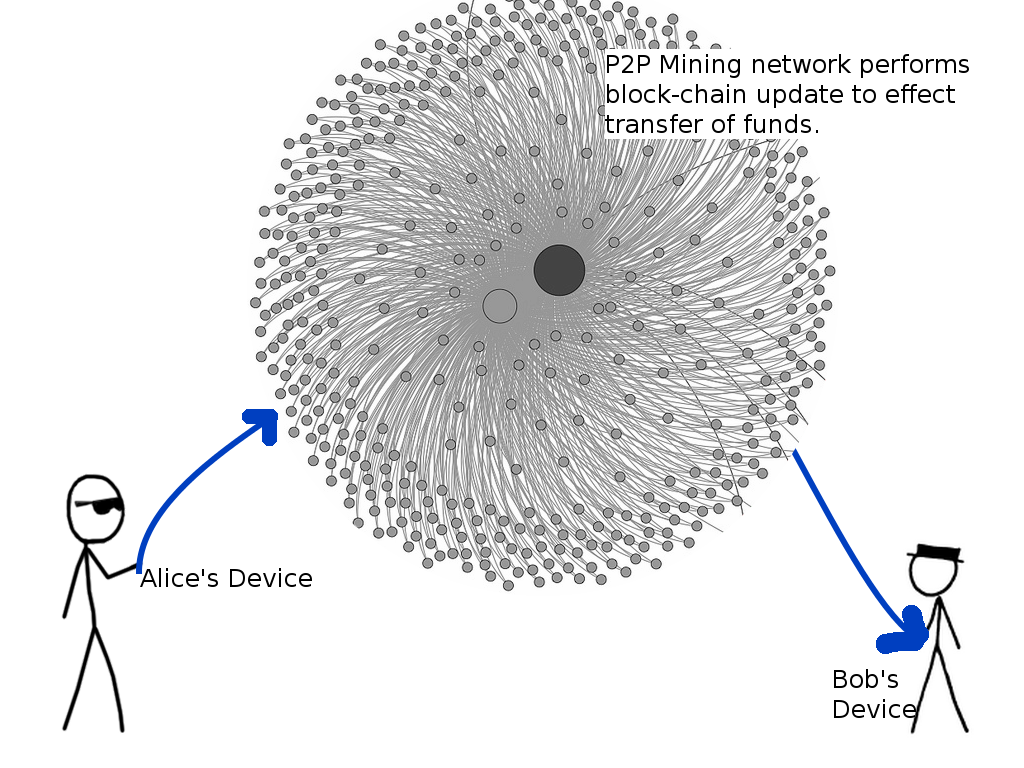 P2P Mining network performs
block-chain update to effect
transfer of funds.
Alice's Device
Bob's
Device